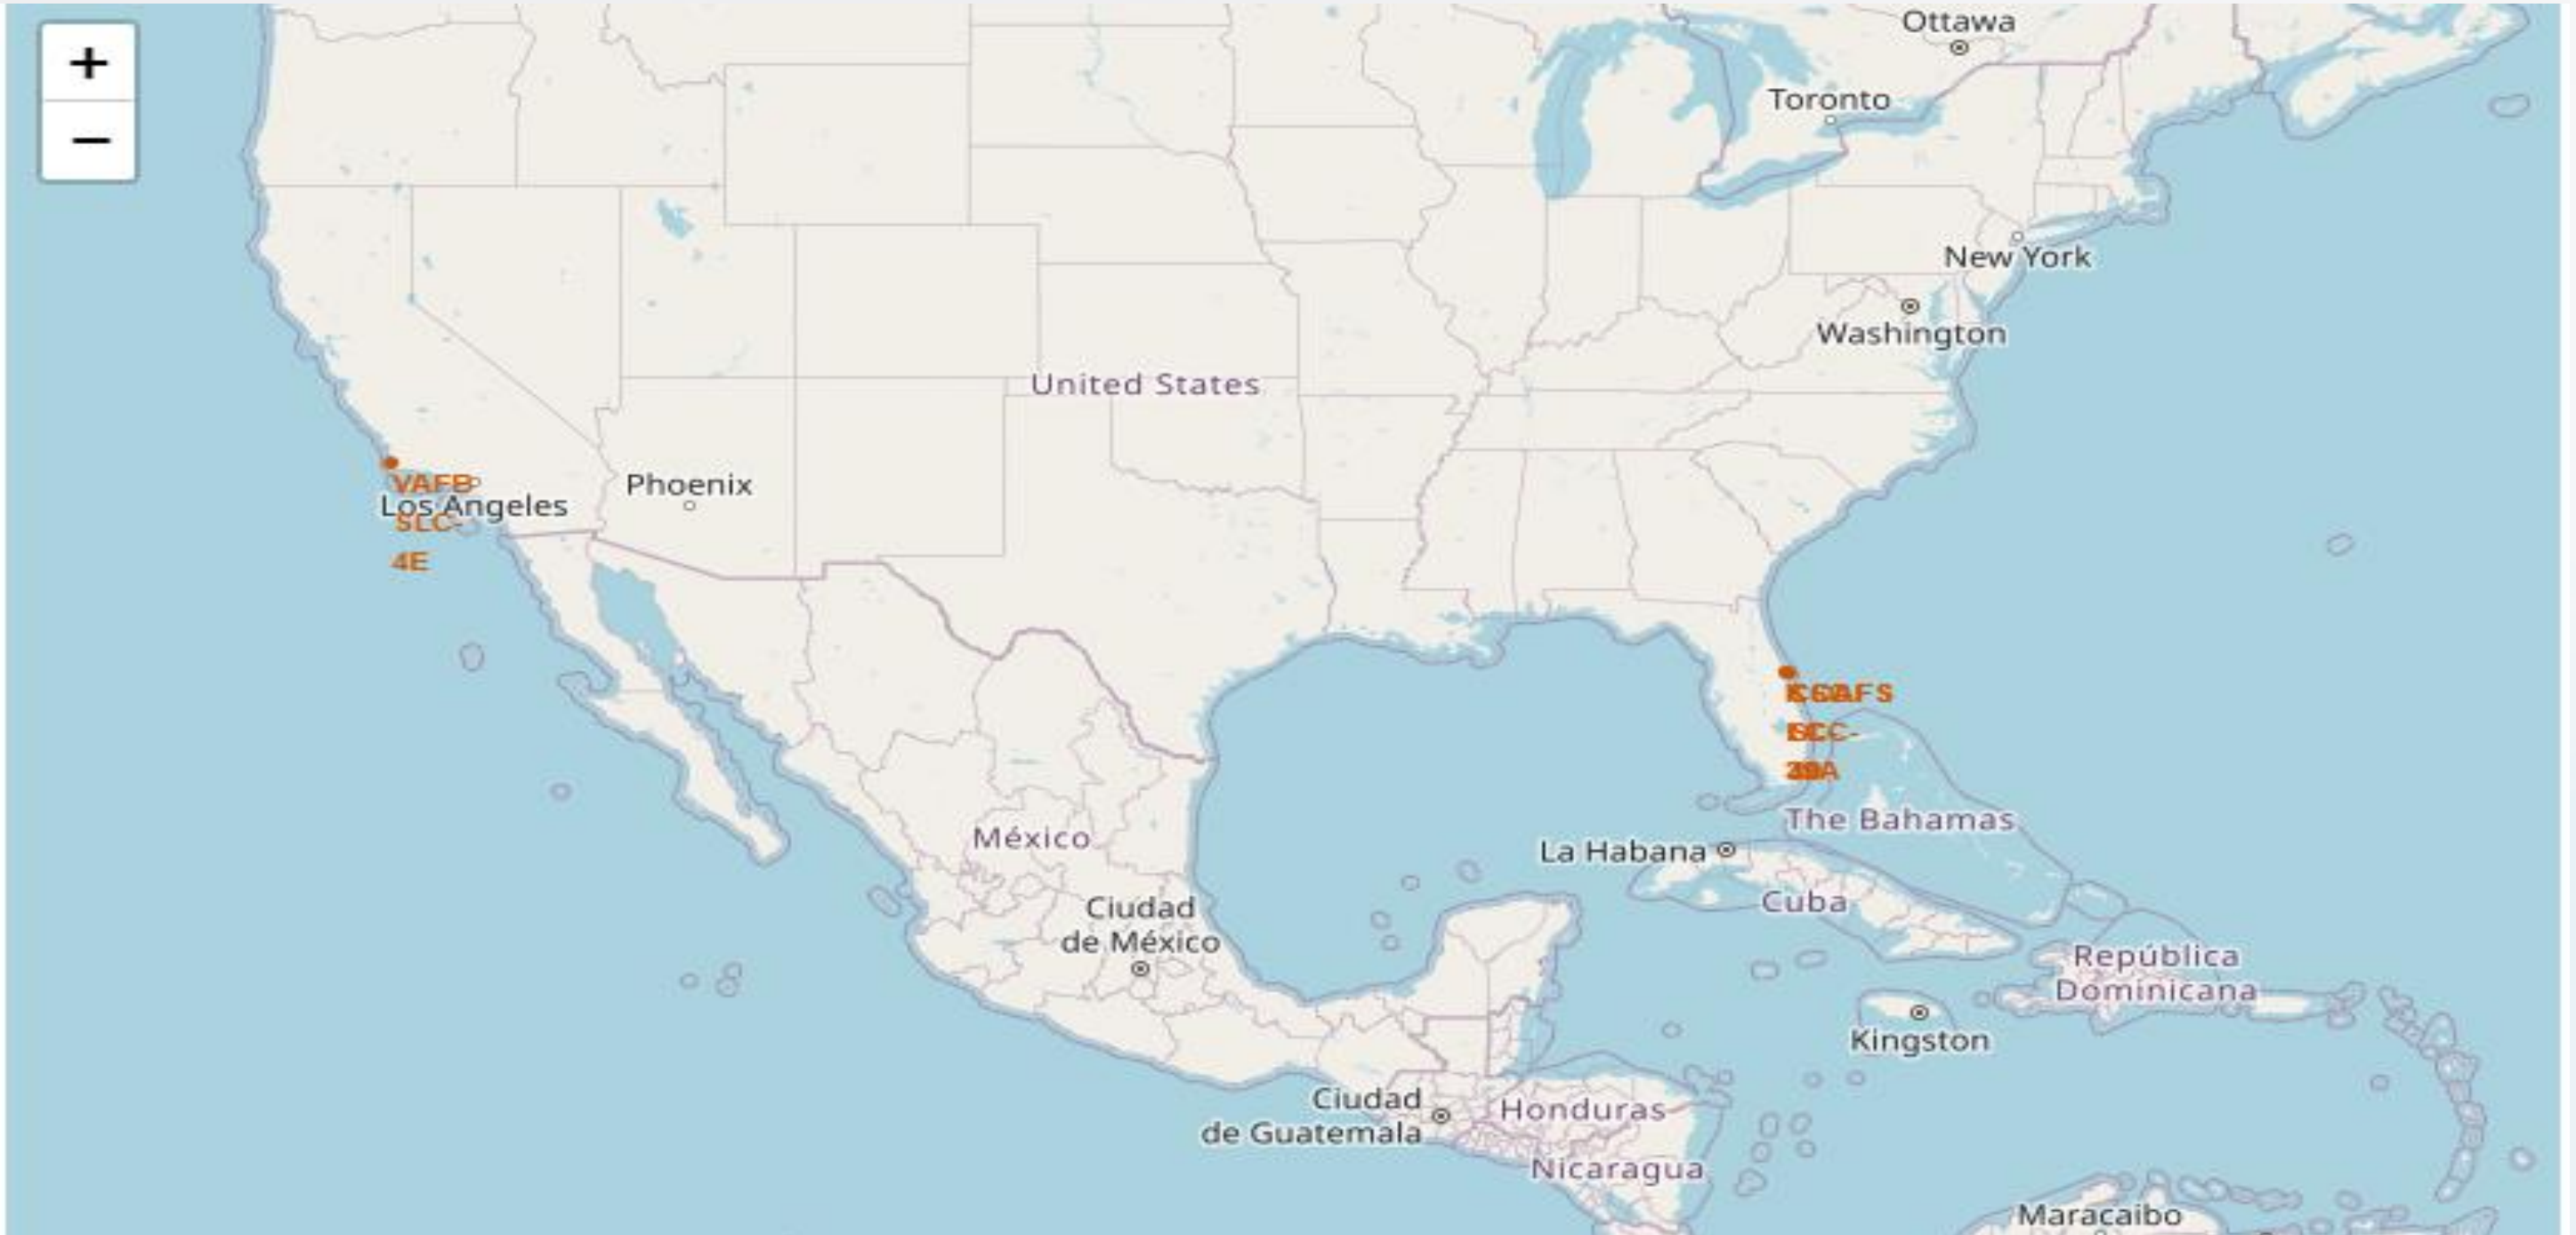 +
−
Ottawa
Toronto
New York
Washington
United States
VAFB
Los Angeles
SLC-
4E
Phoenix
México
The Bahamas
La Habana
Cuba
Ciudad
de México
República
Dominicana
Kingston
Ciudad
de Guatemala
Honduras
Nicaragua
Maracaibo